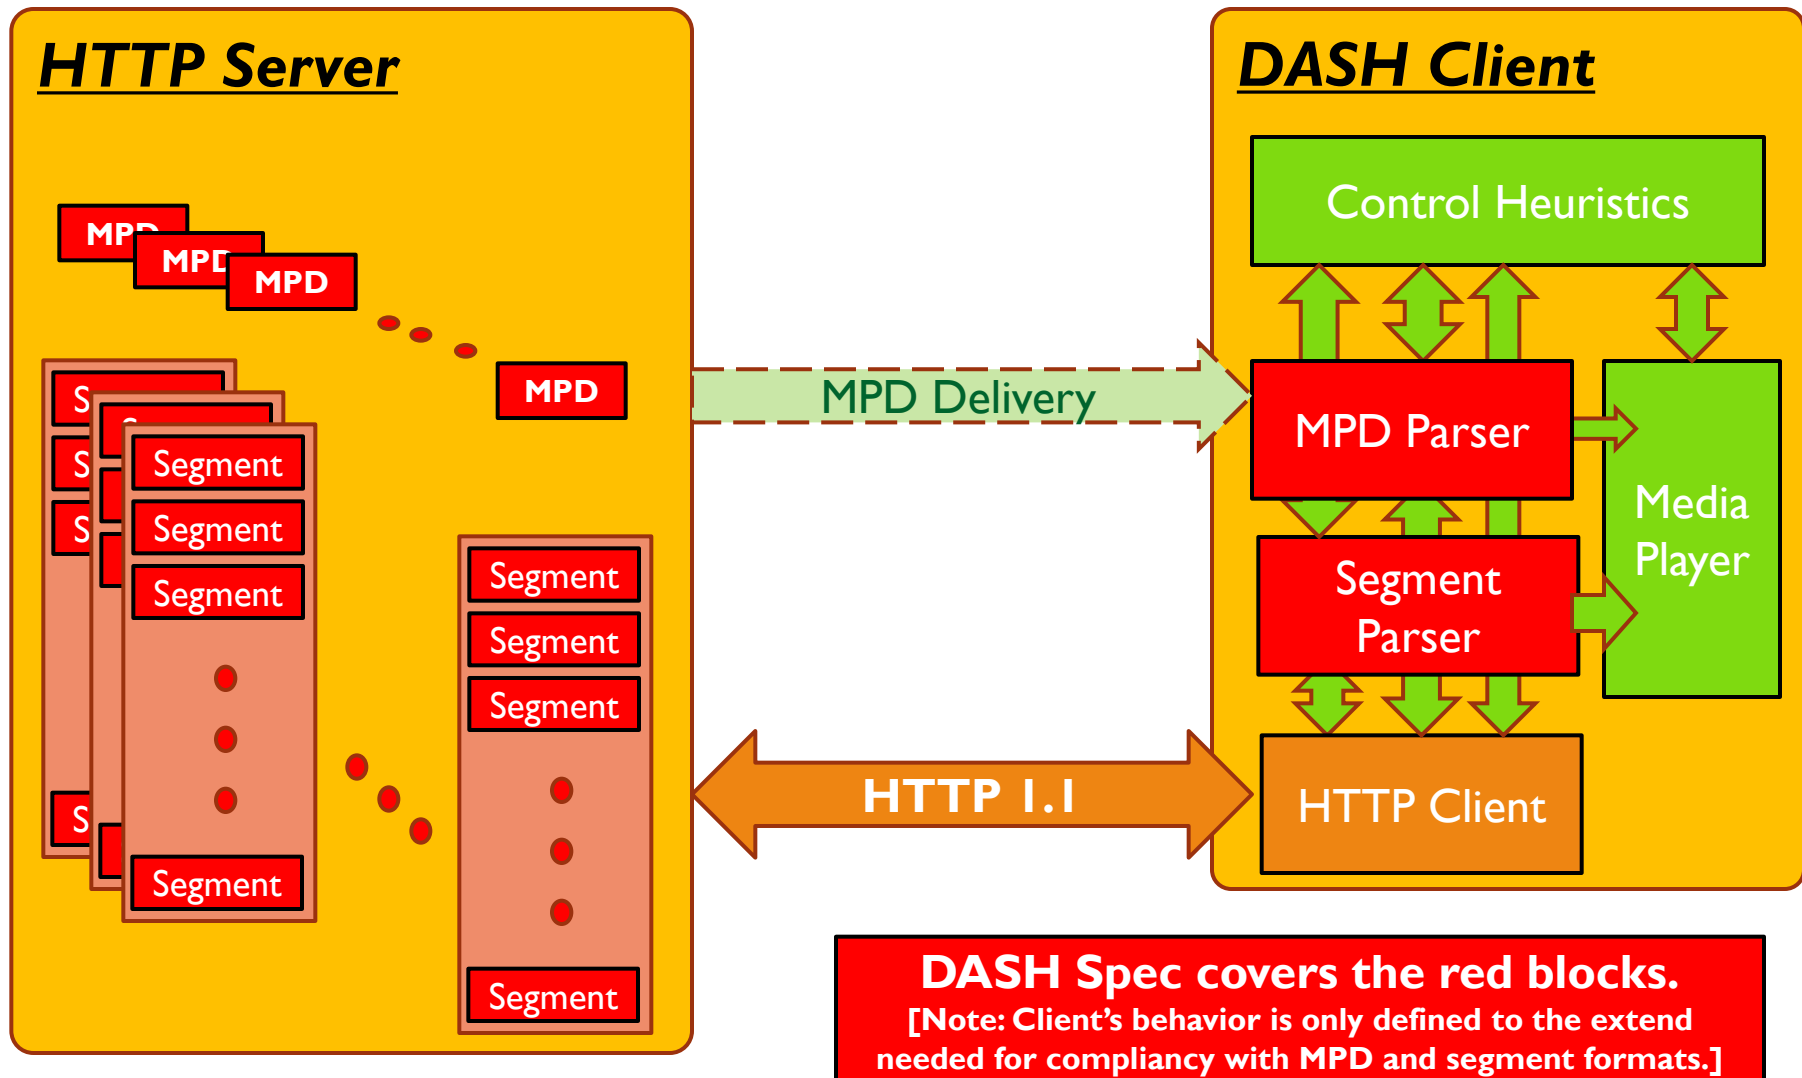 HTTP Server
MPD
MPD
MPD
MPD
S
S
S
S
Segment
Segment
Segment
Segment
Segment
Segment
Segment
Segment
MPD Delivery
HTTP 1.1
DASH Client
Control Heuristics
MPD Parser
Segment
Parser
Media
Player
HTTP Client
DASH Spec covers the red blocks.
[Note: Client's behavior is only defined to the extend
needed for compliancy with MPD and segment formats.]